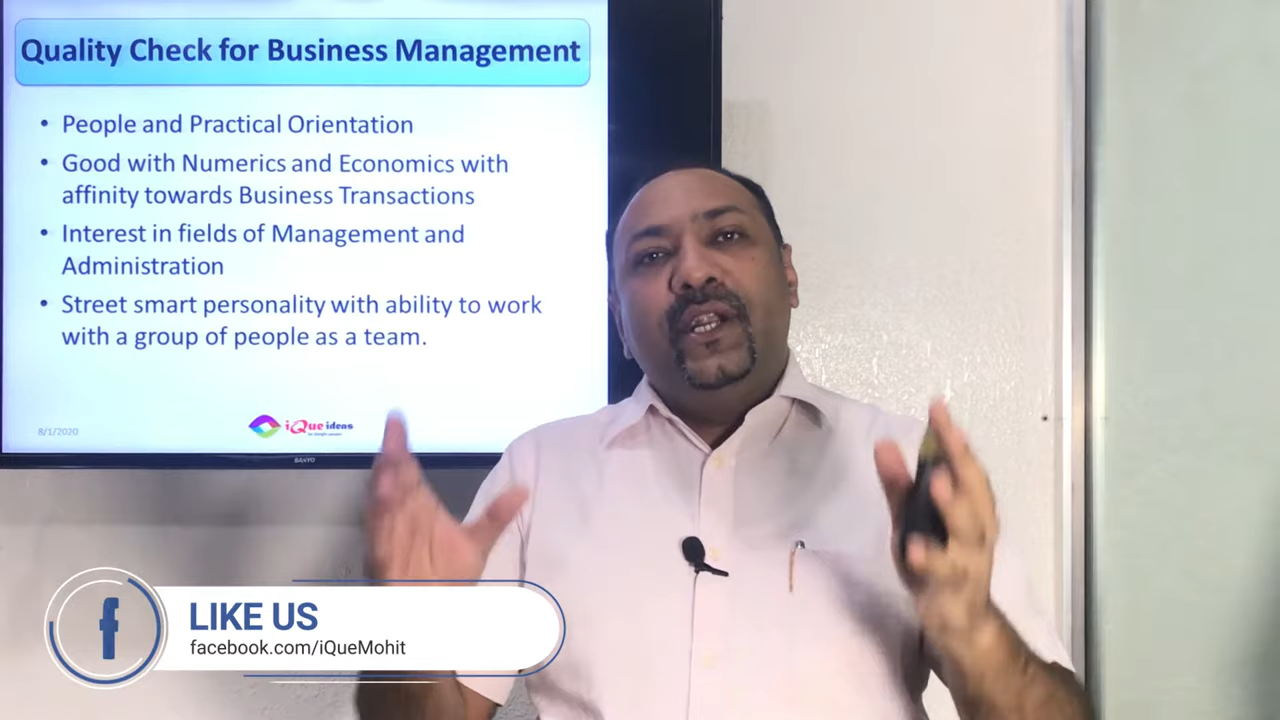 Quality Check for Business Management
• People and Practical Orientation
• Good with Numerics and Economics with
affinity towards Business Transactions
• Interest in fields of Management and
Administration
• Street smart personality with ability to work
with a group of people as a team.
8/1/2020
iQue ideas
SANYO
f
LIKE US
facebook.com/iQueMohit